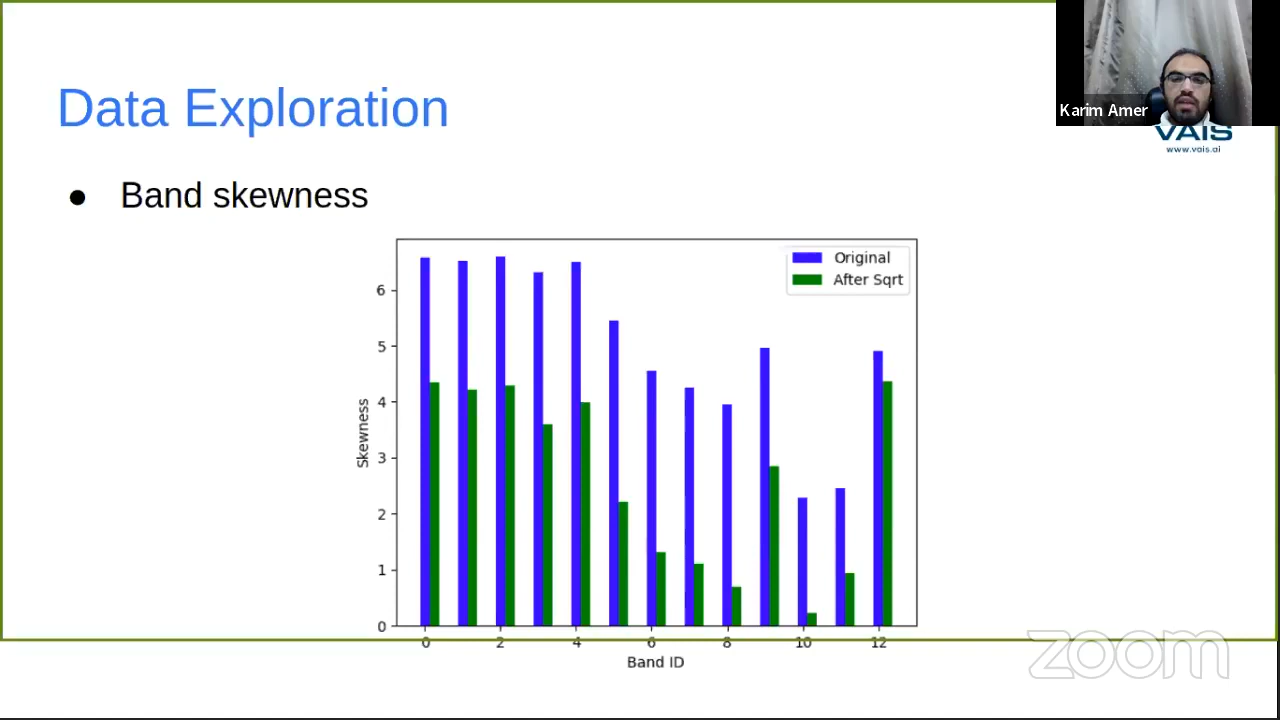 Karim Amer
VAIS
www.vais.ai
Data Exploration
● Band skewness
Original
After Sqrt
6
5
4
3
2
1
0
Skewness
0 2 4 6 8 10 12
Band ID
zoom